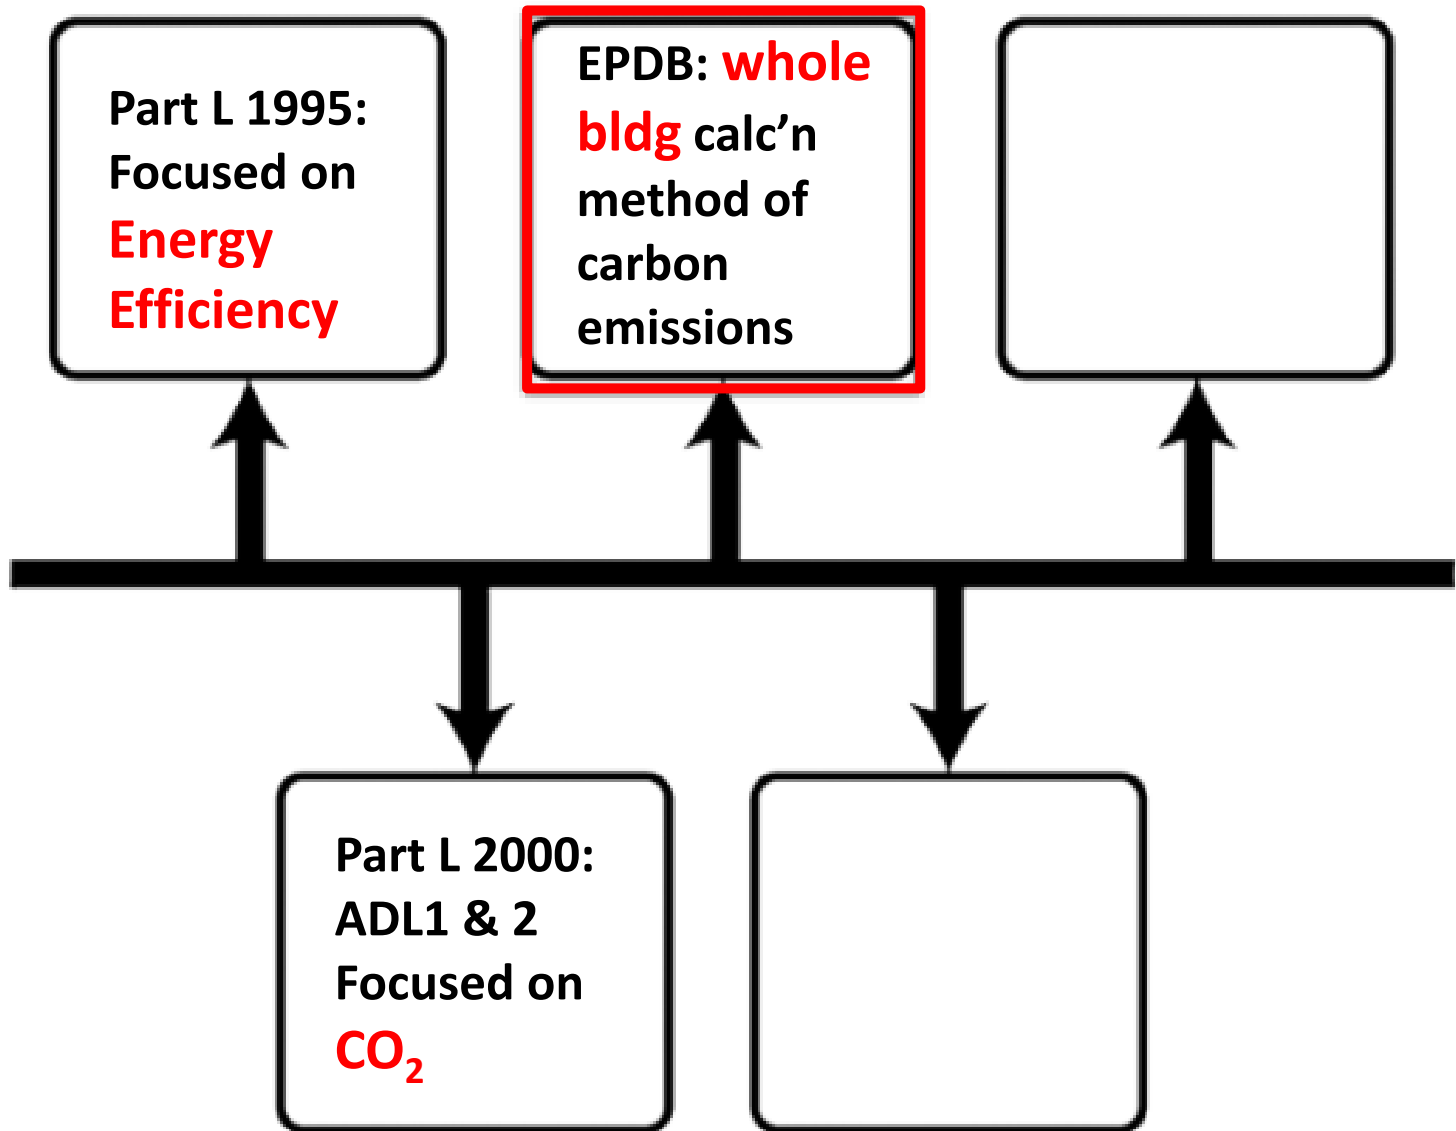 Part L 1995:
Focused on
Energy
Efficiency
EPDB: whole
bldg calc’n
method of
carbon
emissions
Part L 2000:
ADL1 & 2
Focused on
CO₂